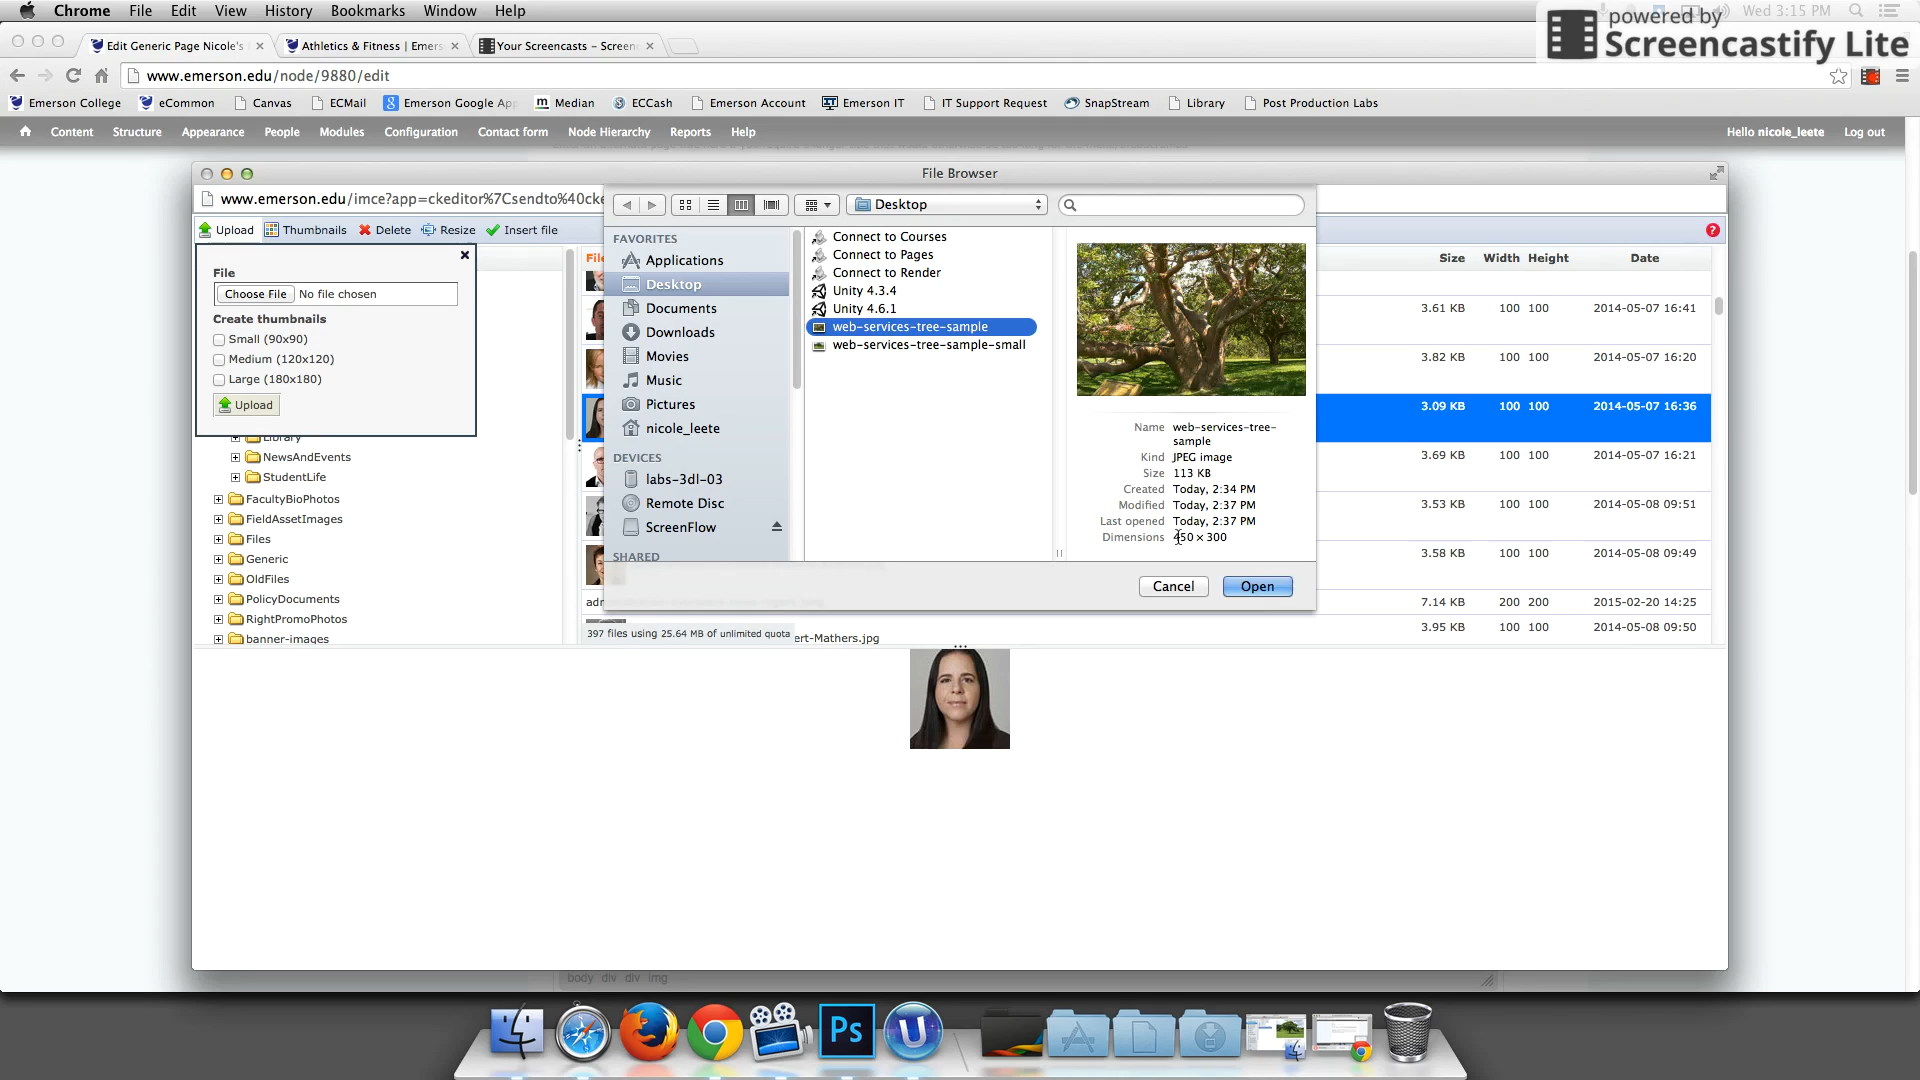 Chrome File Edit View History Bookmarks Window Help
Wed 3:15 PM
powered by
Screencastify Lite
Edit Generic Page Nicole's
Athletics & Fitness | Emers
Your Screencasts – Screen
www.emerson.edu/node/9880/edit
Emerson College eCommon Canvas ECMail Emerson Google Ap Median ECCash Emerson Account Emerson IT IT Support Request SnapStream Library Post Production Labs
Content Structure Appearance People Modules Configuration Contact form Node Hierarchy Reports Help
Hello nicole_leete Log out
File Browser
www.emerson.edu/imce?app=ckeditor%7Csendto%40cke
Upload Thumbnails Delete Resize Insert file
File
Choose File No file chosen
Create thumbnails
Small (90x90)
Medium (120x120)
Large (180x180)
Upload
Library
NewsAndEvents
StudentLife
FacultyBioPhotos
FieldAssetImages
Files
Generic
OldFiles
PolicyDocuments
RightPromoPhotos
banner-images
Desktop
FAVORITES
Applications
Desktop
Documents
Downloads
Movies
Music
Pictures
nicole_leete
DEVICES
labs-3dl-03
Remote Disc
ScreenFlow
SHARED
Connect to Courses
Connect to Pages
Connect to Render
Unity 4.3.4
Unity 4.6.1
web-services-tree-sample
web-services-tree-sample-small
Name web-services-tree-
sample
Kind JPEG image
Size 113 KB
Created Today, 2:34 PM
Modified Today, 2:37 PM
Last opened Today, 2:37 PM
Dimensions 450 × 300
Cancel Open
Size Width Height Date
3.61 KB 100 100 2014-05-07 16:41
3.82 KB 100 100 2014-05-07 16:20
3.09 KB 100 100 2014-05-07 16:36
3.69 KB 100 100 2014-05-07 16:21
3.53 KB 100 100 2014-05-08 09:51
3.58 KB 100 100 2014-05-08 09:49
7.14 KB 200 200 2015-02-20 14:25
3.95 KB 100 100 2014-05-08 09:50
397 files using 25.64 MB of unlimited quota
ert-Mathers.jpg
body div div img
Ps